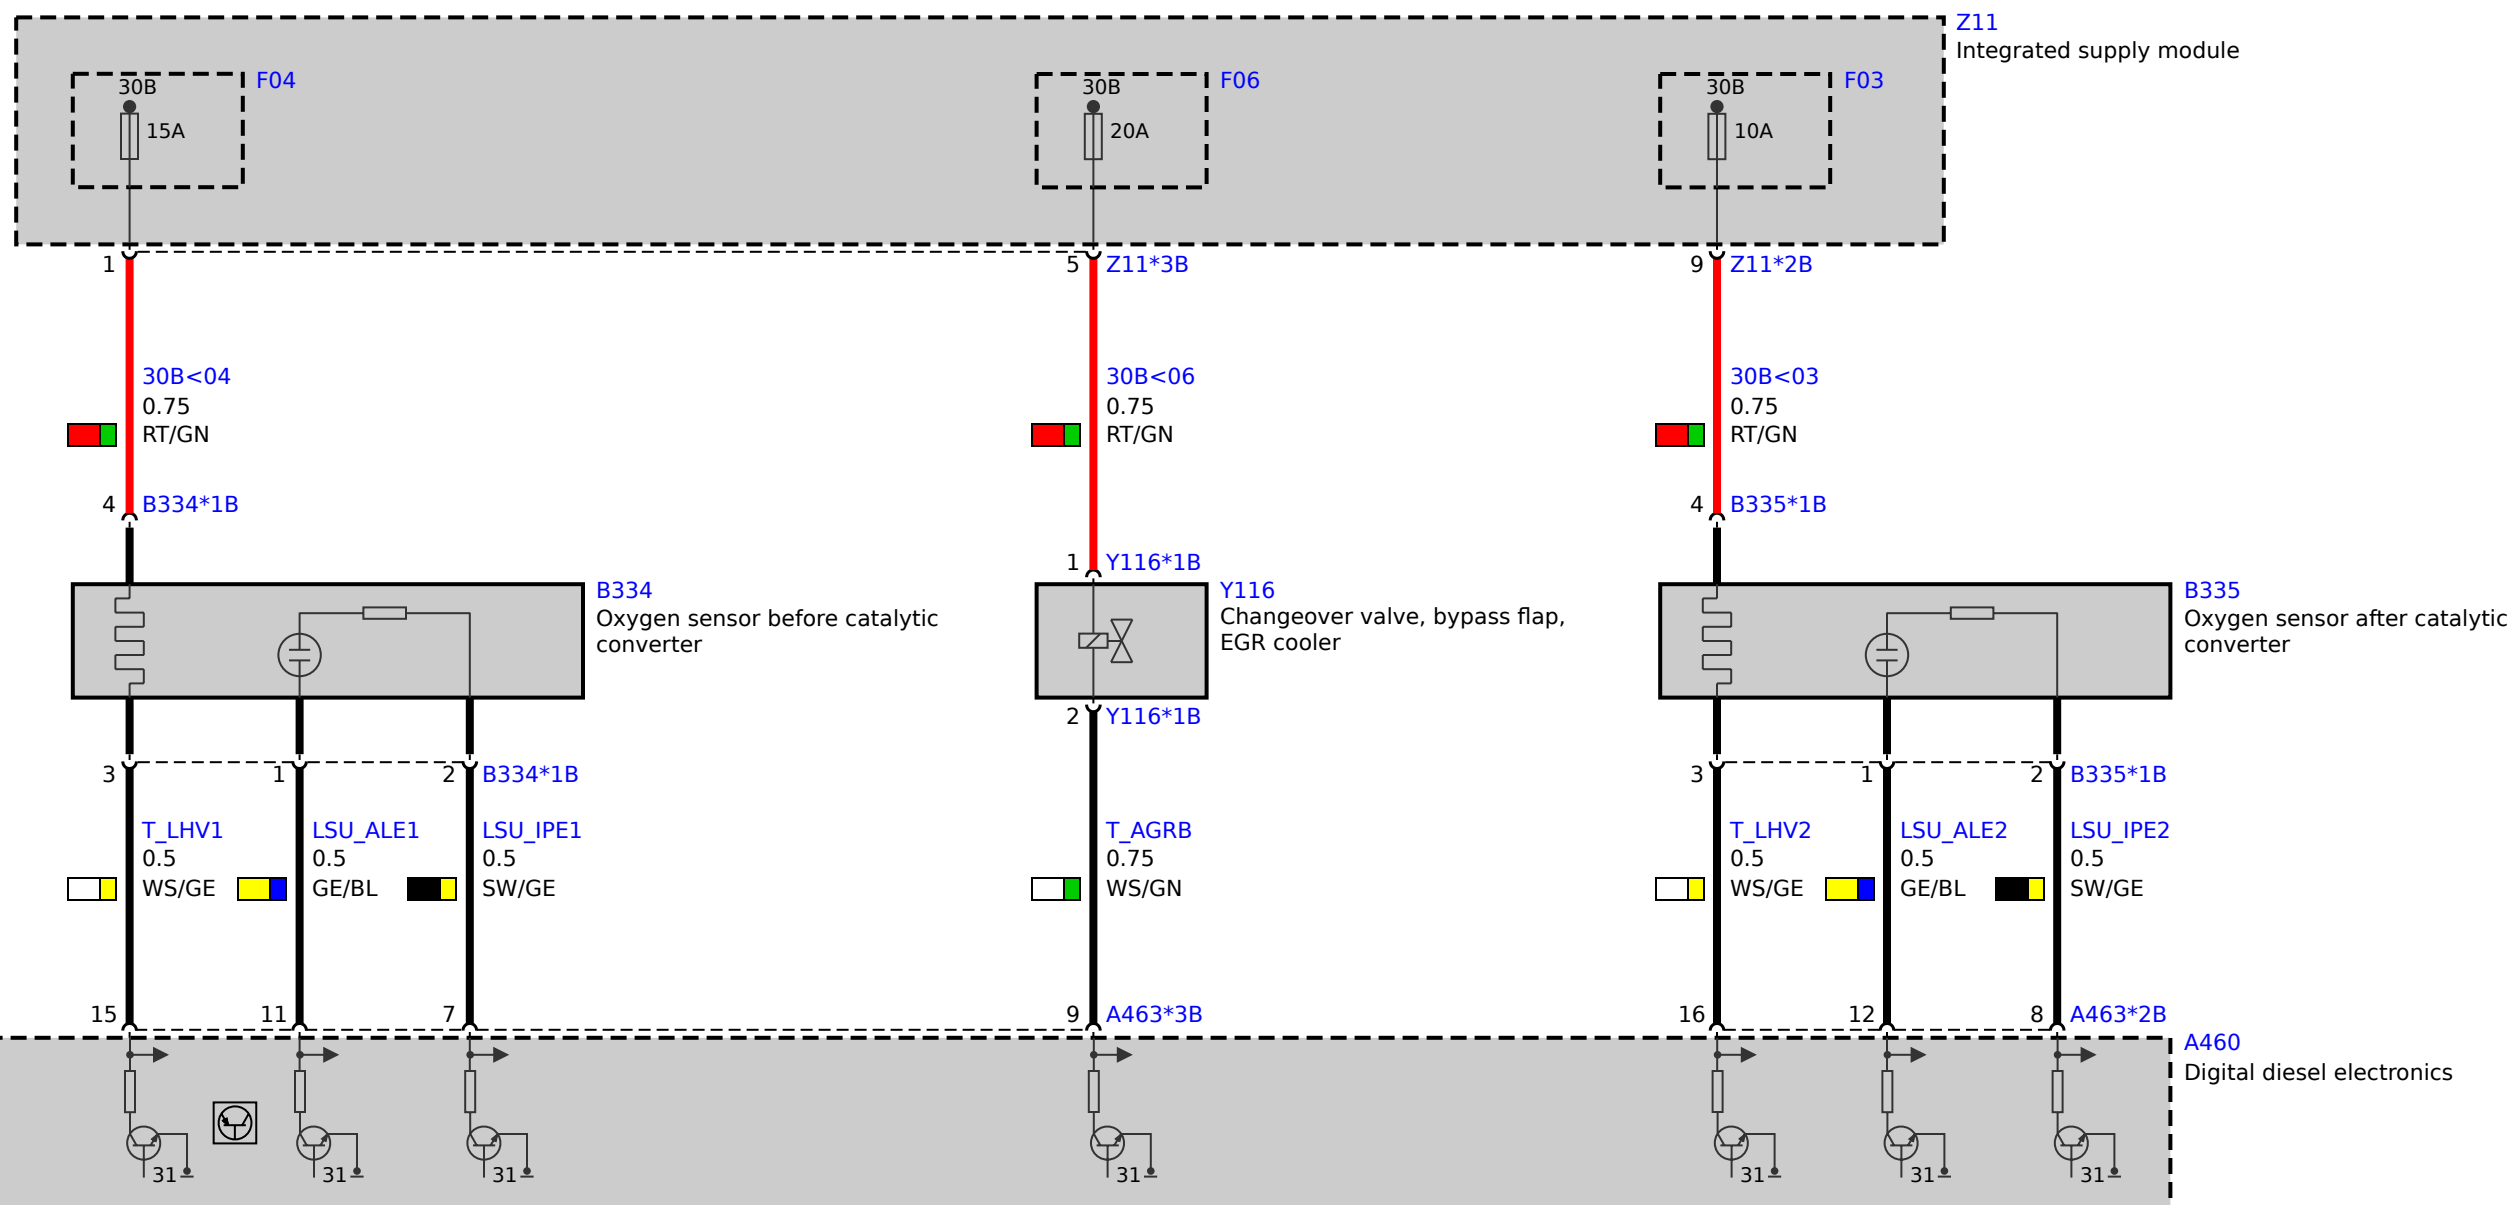 Z11
Integrated supply module
30B
F04
15A
30B
F06
20A
30B
F03
10A
1
5
Z11*3B
9
Z11*2B
30B<04
0.75
RT/GN
30B<06
0.75
RT/GN
30B<03
0.75
RT/GN
4
B334*1B
1
Y116*1B
4
B335*1B
B334
Oxygen sensor before catalytic
converter
Y116
Changeover valve, bypass flap,
EGR cooler
B335
Oxygen sensor after catalytic
converter
2
Y116*1B
3
1
2
B334*1B
3
1
2
B335*1B
T_LHV1
0.5
WS/GE
LSU_ALE1
0.5
GE/BL
LSU_IPE1
0.5
SW/GE
T_AGRB
0.75
WS/GN
T_LHV2
0.5
WS/GE
LSU_ALE2
0.5
GE/BL
LSU_IPE2
0.5
SW/GE
15
11
7
9
A463*3B
16
12
8
A463*2B
A460
Digital diesel electronics
31
31
31
31
31
31
31